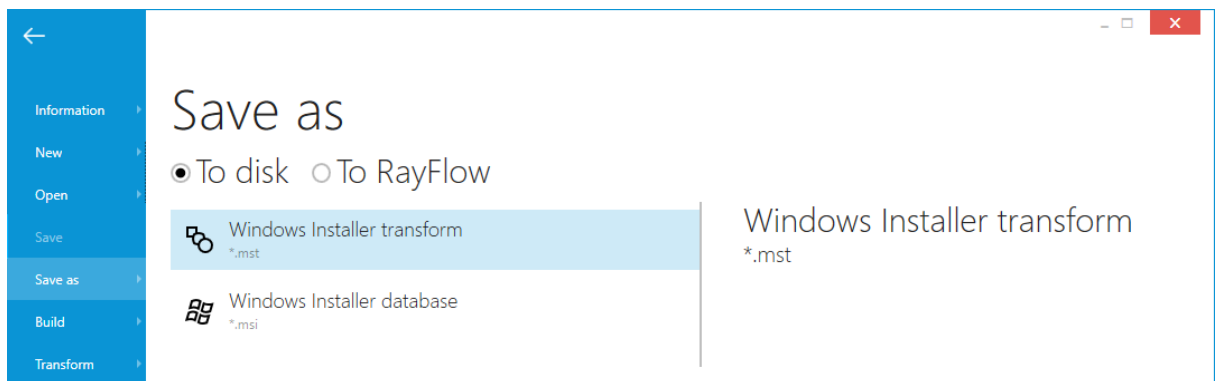 Information
New
Open
Save
Save as
Build
Transform
Save as
To disk To RayFlow
Windows Installer transform
*.mst
Windows Installer database
*.msi
Windows Installer transform
*.mst